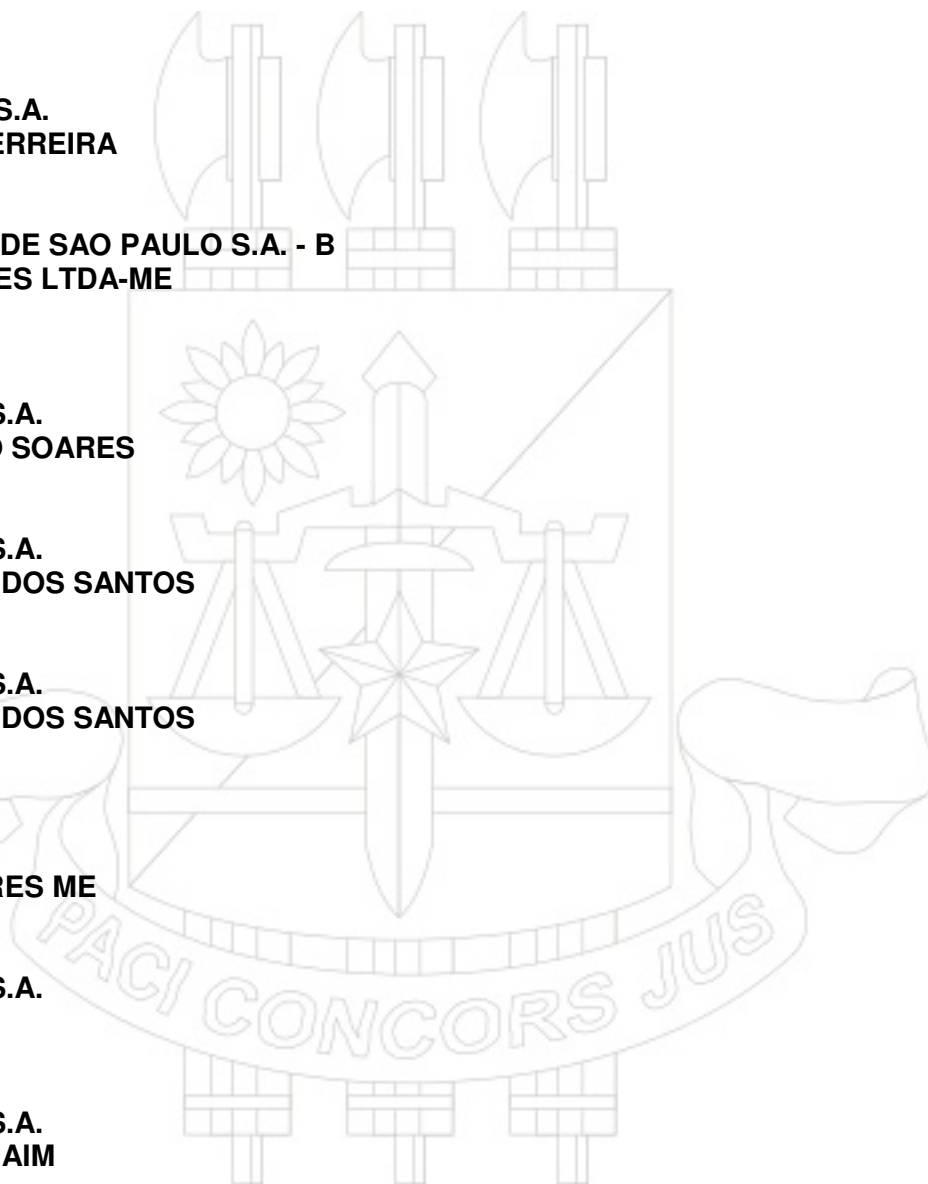 S.A.
ERREIRA
DE SAO PAULO S.A. - B
ES LTDA-ME
S.A.
O SOARES
S.A.
DOS SANTOS
S.A.
DOS SANTOS
RES ME
PACI CONCORS JUS
S.A.
S.A.
AIM